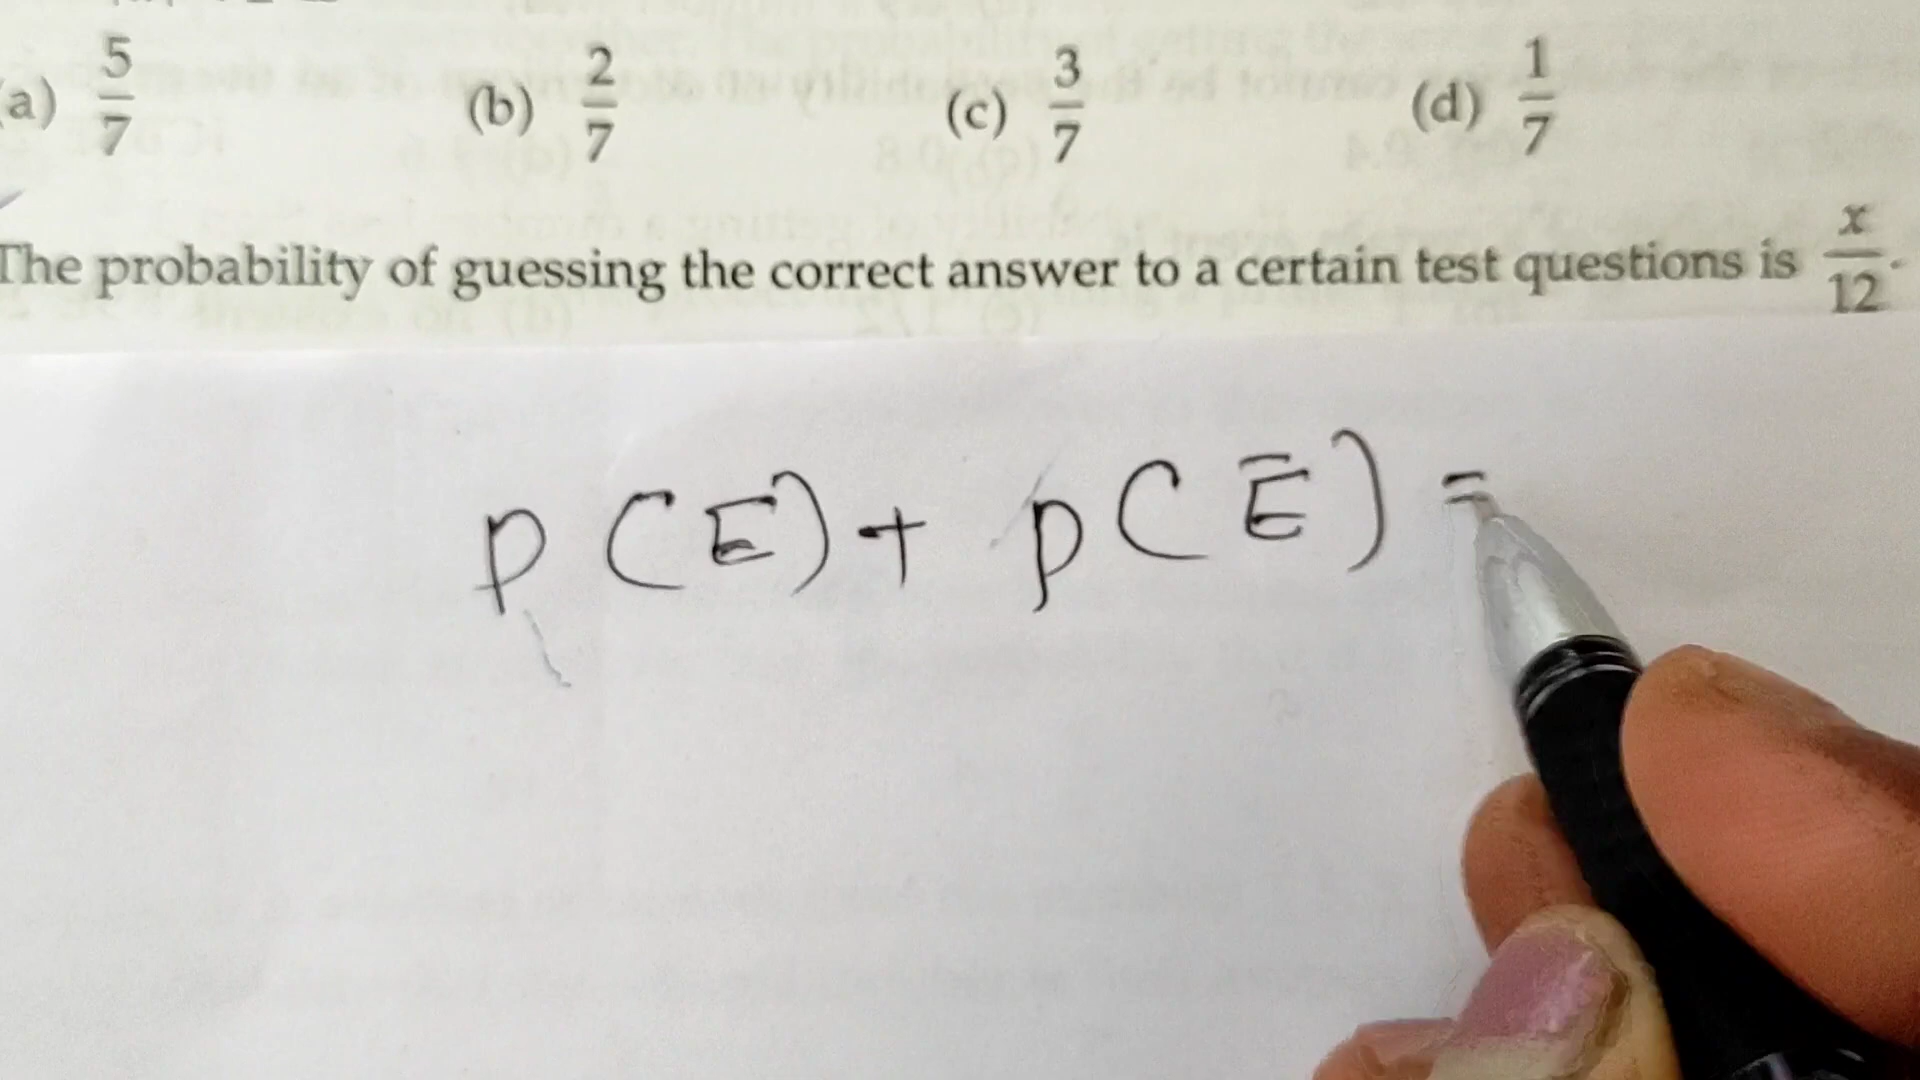 (a) 5/7 (b) 2/7 (c) 3/7 (d) 1/7
The probability of guessing the correct answer to a certain test questions is x/12.
P(E) + P(E̅) =